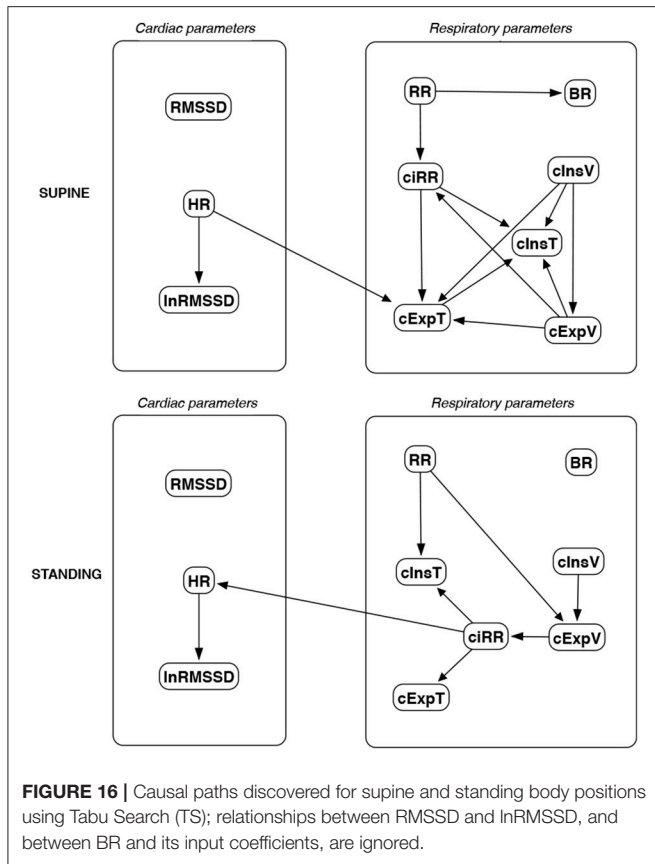 Cardiac parameters
Respiratory parameters
SUPINE
RMSSD
HR
lnRMSSD
RR
BR
ciRR
cInsV
cInsT
cExpT
cExpV
Cardiac parameters
Respiratory parameters
STANDING
RMSSD
HR
lnRMSSD
RR
BR
cInsT
cInsV
ciRR
cExpV
cExpT
FIGURE 16 | Causal paths discovered for supine and standing body positions
using Tabu Search (TS); relationships between RMSSD and lnRMSSD, and
between BR and its input coefficients, are ignored.